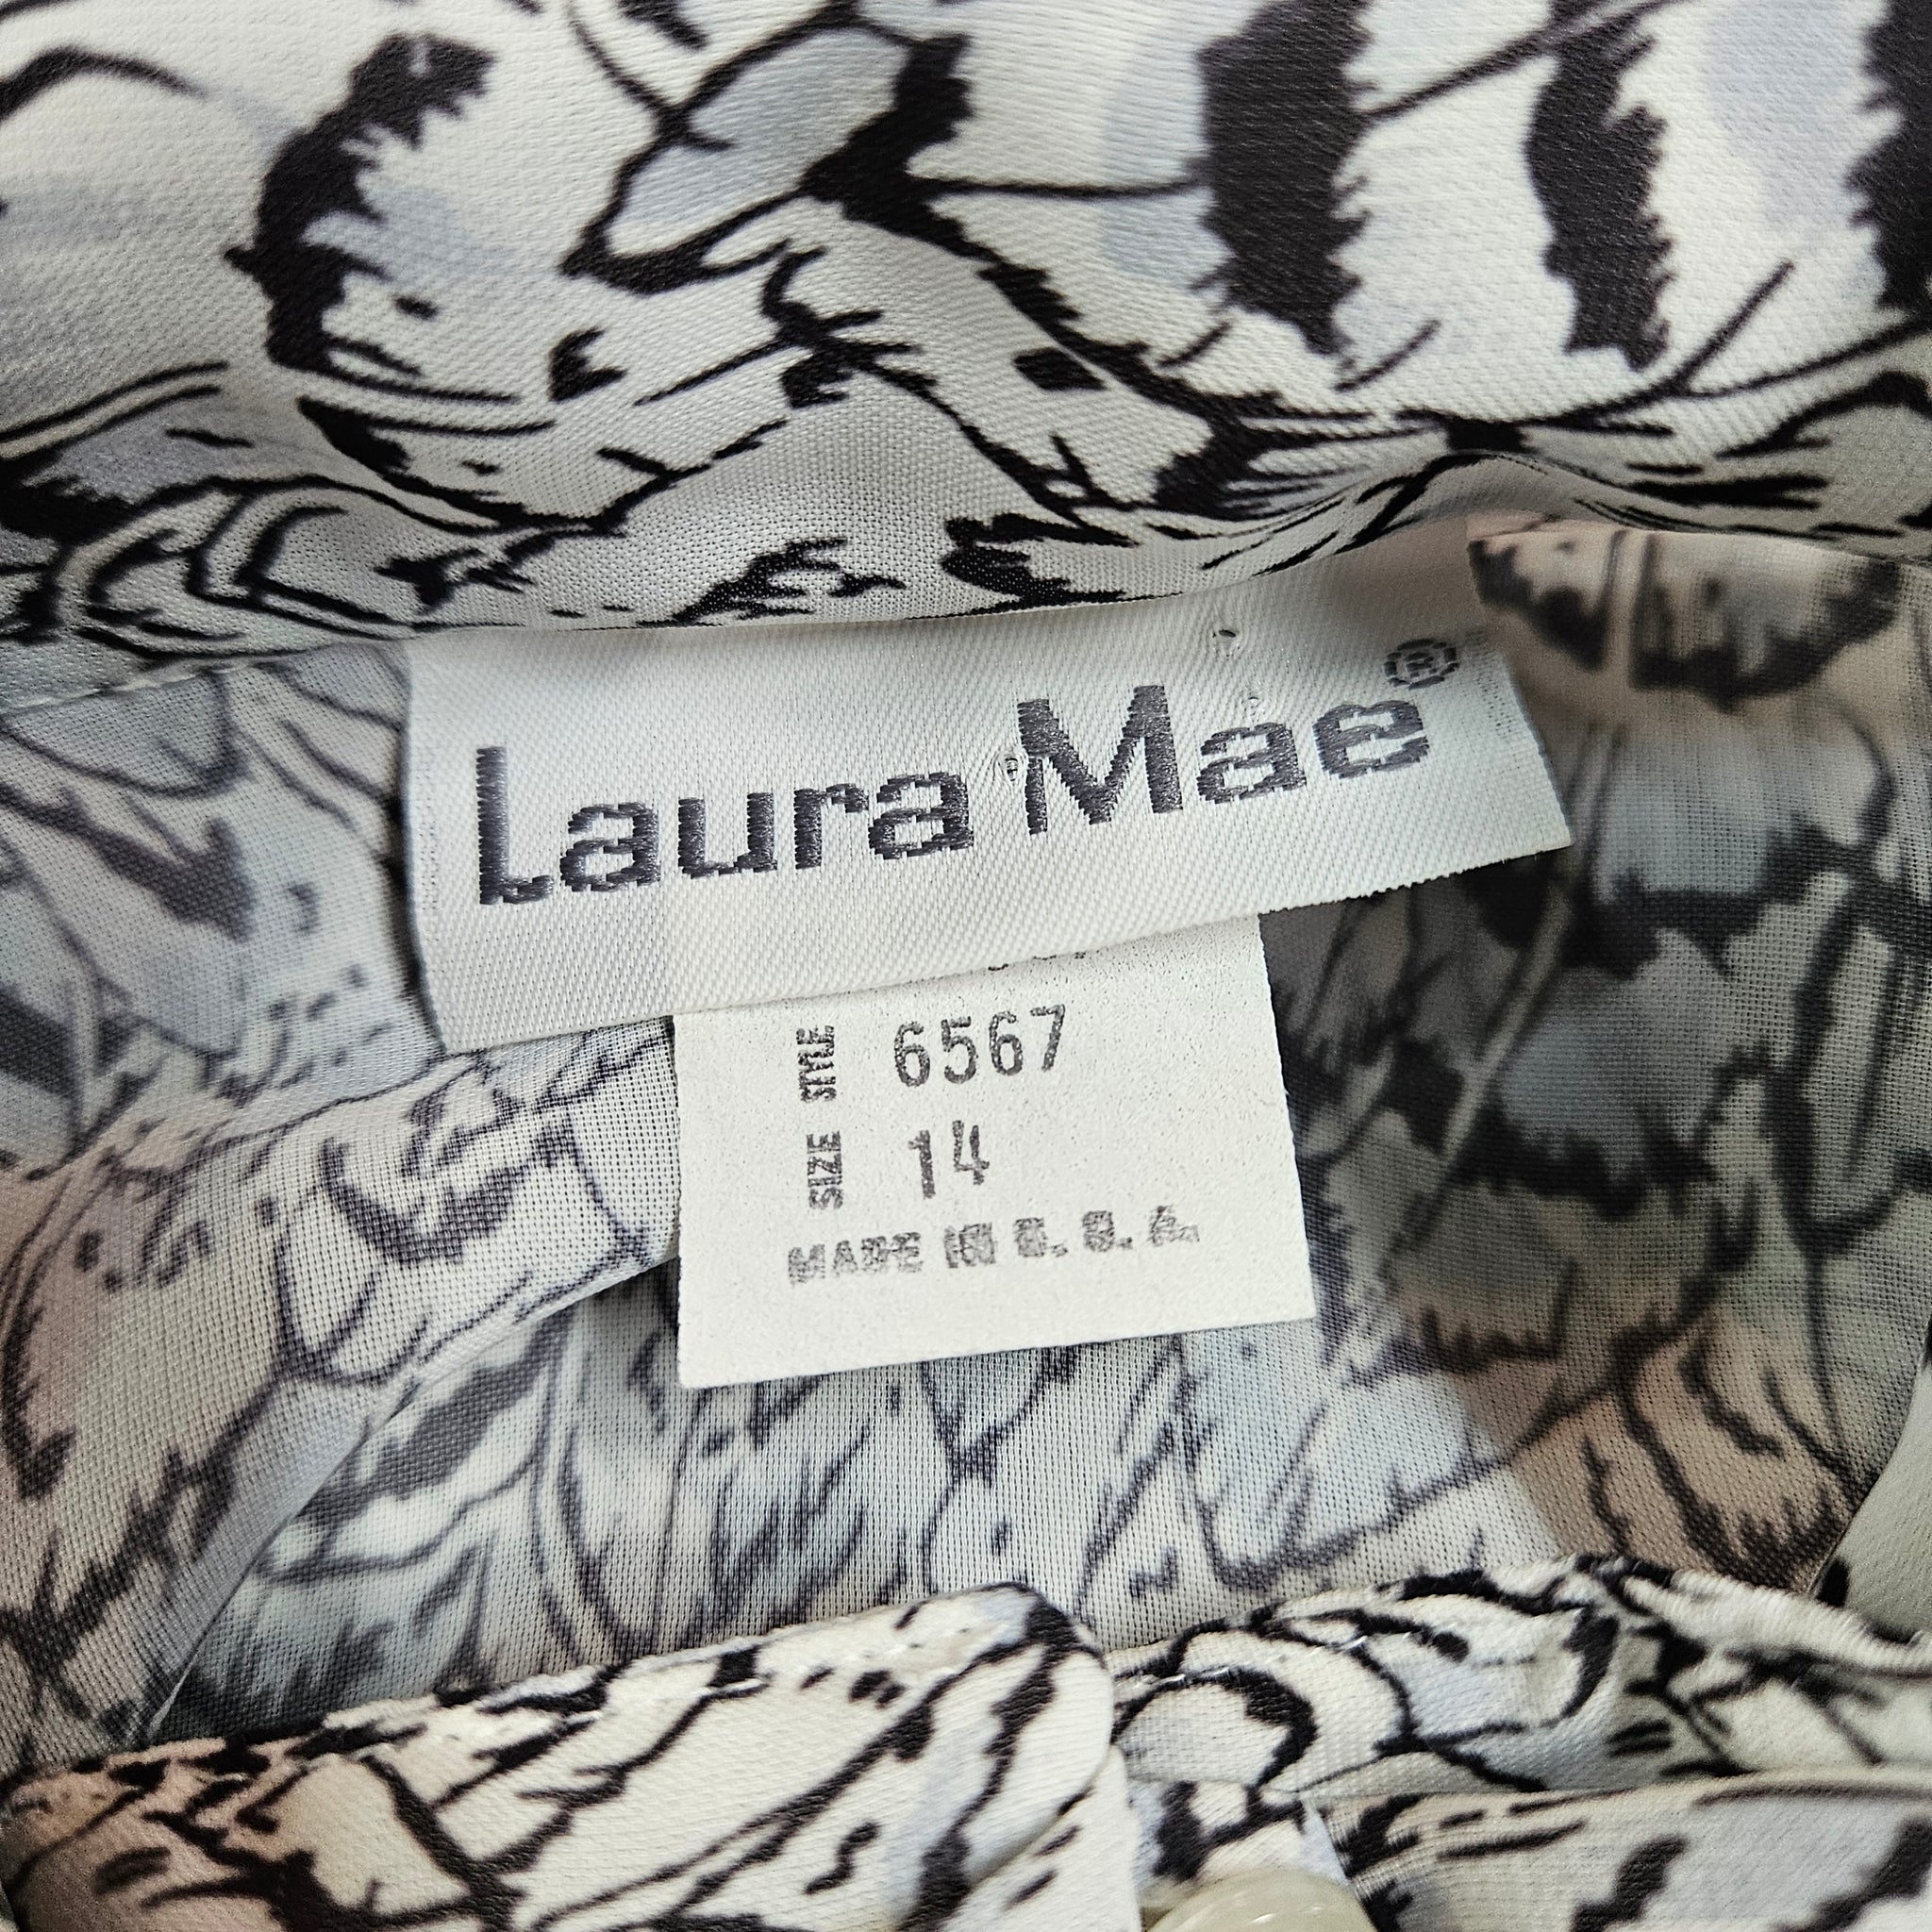 Laura Mae®
STYLE 6567
SIZE 14
MADE IN U.S.A.